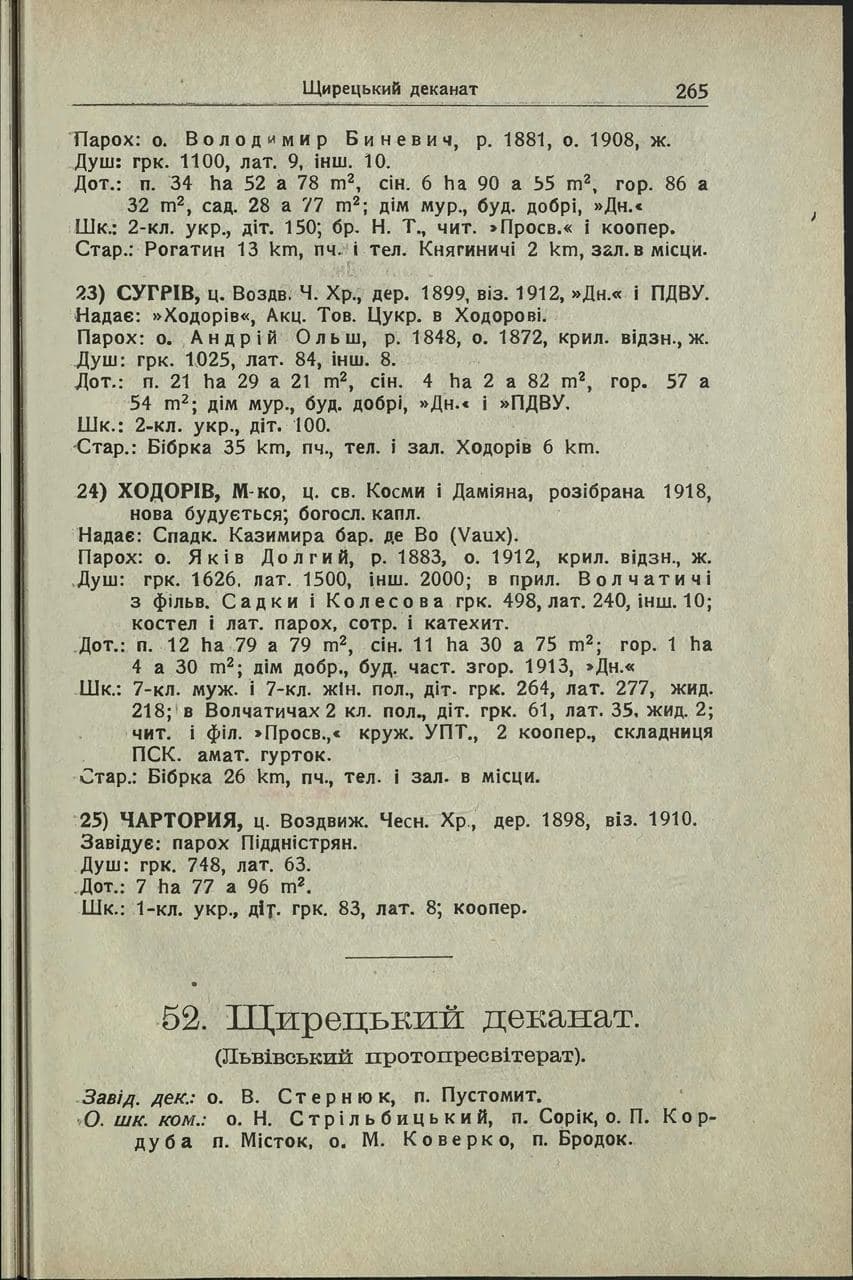 Щирецький деканат 265
Парох: о. Володимир Биневич, р. 1881, о. 1908, ж.
Душ: грк. 1100, лат. 9, інш. 10.
Дот.: п. 34 ha 52 a 78 m², сін. 6 ha 90 a 55 m², гор. 86 a
32 m², сад. 28 a 77 m²; дім мур., буд. добрі, »Дн.«
Шк.: 2-кл. укр., діт. 150; бр. Н. Т., чит. »Просв.« і коопер.
Стар.: Рогатин 13 km, пч. і тел. Княгиничі 2 km, зал. в місци.
23) СУГРІВ, ц. Воздв. Ч. Хр., дер. 1899, віз. 1912, »Дн.« і ПДВУ.
Надає: »Ходорів«, Акц. Тов. Цукр. в Ходорові.
Парох: о. Андрій Ольш, р. 1848, о. 1872, крил. відзн., ж.
Душ: грк. 1025, лат. 84, інш. 8.
Дот.: п. 21 ha 29 a 21 m², сін. 4 ha 2 a 82 m², гор. 57 a
54 m²; дім мур., буд. добрі, »Дн.« і »ПДВУ.
Шк.: 2-кл. укр., діт. 100.
Стар.: Бібрка 35 km, пч., тел. і зал. Ходорів 6 km.
24) ХОДОРІВ, М-ко, ц. св. Косми і Даміяна, розібрана 1918,
нова будується; богосл. капл.
Надає: Спадк. Казимира бар. де Во (Vaux).
Парох: о. Яків Долгий, р. 1883, о. 1912, крил. відзн., ж.
Душ: грк. 1626, лат. 1500, інш. 2000; в прил. Волчатичі
з фільв. Садки і Колесова грк. 498, лат. 240, інш. 10;
костел і лат. парох, сотр. і катехит.
Дот.: п. 12 ha 79 a 79 m², сін. 11 ha 30 a 75 m²; гор. 1 ha
4 a 30 m²; дім добр., буд. част. згор. 1913, »Дн.«
Шк.: 7-кл. муж. і 7-кл. жін. пол., діт. грк. 264, лат. 277, жид.
218; в Волчатичах 2 кл. пол., діт. грк. 61, лат. 35, жид. 2;
чит. і філ. »Просв.,« круж. УПТ., 2 коопер., складниця
ПСК. амат. гурток.
Стар.: Бібрка 26 km, пч., тел. і зал. в місци.
25) ЧАРТОРИЯ, ц. Воздвиж. Чесн. Хр., дер. 1898, віз. 1910.
Завідує: парох Піддністрян.
Душ: грк. 748, лат. 63.
Дот.: 7 ha 77 a 96 m².
Шк.: 1-кл. укр., діт. грк. 83, лат. 8; коопер.
52. Щирецький деканат.
(Львівський протопресвітерат).
Завід. дек.: о. В. Стернюк, п. Пустомит.
О. шк. ком.: о. Н. Стрільбицький, п. Сорік, о. П. Кор-
дуба п. Місток, о. М. Коверко, п. Бродок.